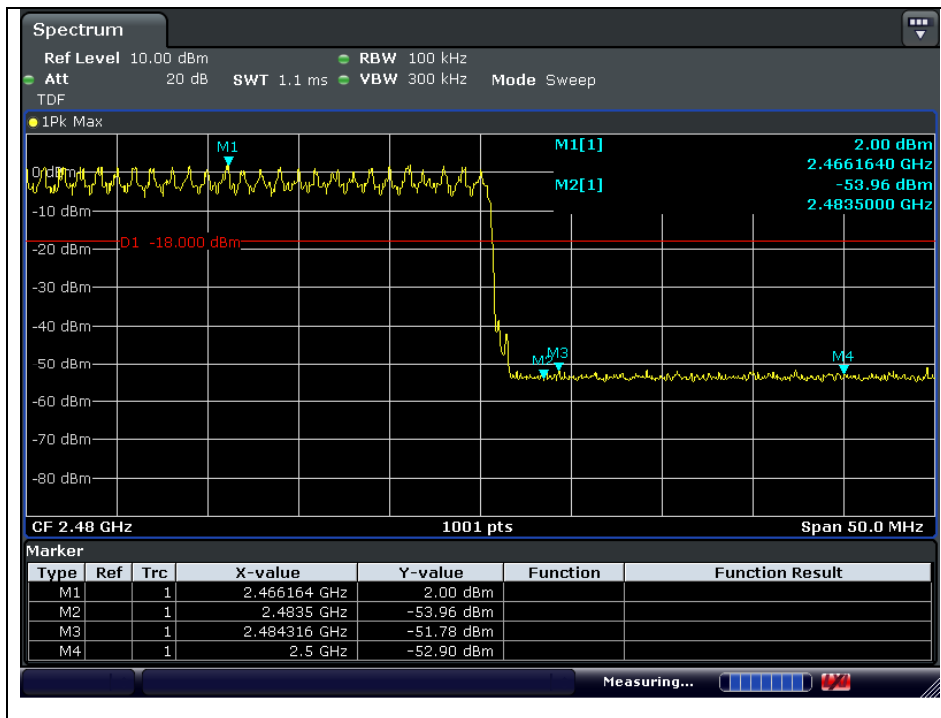 Spectrum
Ref Level 10.00 dBm RBW 100 kHz
Att 20 dB SWT 1.1 ms VBW 300 kHz Mode Sweep
TDF
1Pk Max
M1 M1[1] 2.00 dBm
2.4661640 GHz
0 dBm M2[1] -53.96 dBm
2.4835000 GHz
-10 dBm
D1 -18.000 dBm
-20 dBm
-30 dBm
-40 dBm
M2 M3 M4
-50 dBm
-60 dBm
-70 dBm
-80 dBm
CF 2.48 GHz 1001 pts Span 50.0 MHz
Marker
Type Ref Trc X-value Y-value Function Function Result
M1 1 2.466164 GHz 2.00 dBm
M2 1 2.4835 GHz -53.96 dBm
M3 1 2.484316 GHz -51.78 dBm
M4 1 2.5 GHz -52.90 dBm
Measuring...